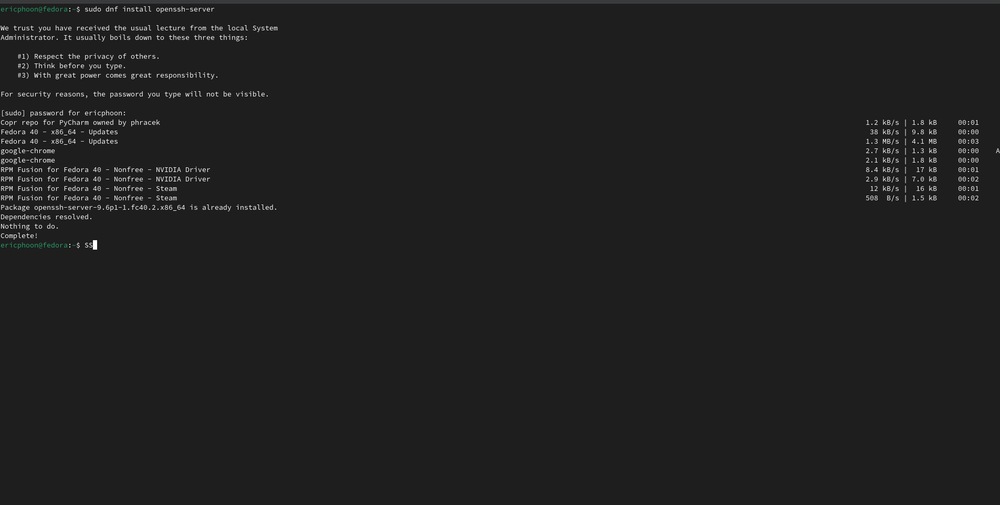 ericphoon@fedora:~$ sudo dnf install openssh-server
We trust you have received the usual lecture from the local System
Administrator. It usually boils down to these three things:
#1) Respect the privacy of others.
#2) Think before you type.
#3) With great power comes great responsibility.
For security reasons, the password you type will not be visible.
[sudo] password for ericphoon:
Copr repo for PyCharm owned by phracek 1.2 kB/s | 1.8 kB 00:01
Fedora 40 - x86_64 - Updates 38 kB/s | 9.8 kB 00:00
Fedora 40 - x86_64 - Updates 1.3 MB/s | 4.1 MB 00:03
google-chrome 2.7 kB/s | 1.3 kB 00:00 A
google-chrome 2.1 kB/s | 1.8 kB 00:00
RPM Fusion for Fedora 40 - Nonfree - NVIDIA Driver 8.4 kB/s | 17 kB 00:01
RPM Fusion for Fedora 40 - Nonfree - NVIDIA Driver 2.9 kB/s | 7.0 kB 00:02
RPM Fusion for Fedora 40 - Nonfree - Steam 12 kB/s | 16 kB 00:01
RPM Fusion for Fedora 40 - Nonfree - Steam 508 B/s | 1.5 kB 00:02
Package openssh-server-9.6p1-1.fc40.2.x86_64 is already installed.
Dependencies resolved.
Nothing to do.
Complete!
ericphoon@fedora:~$ SS